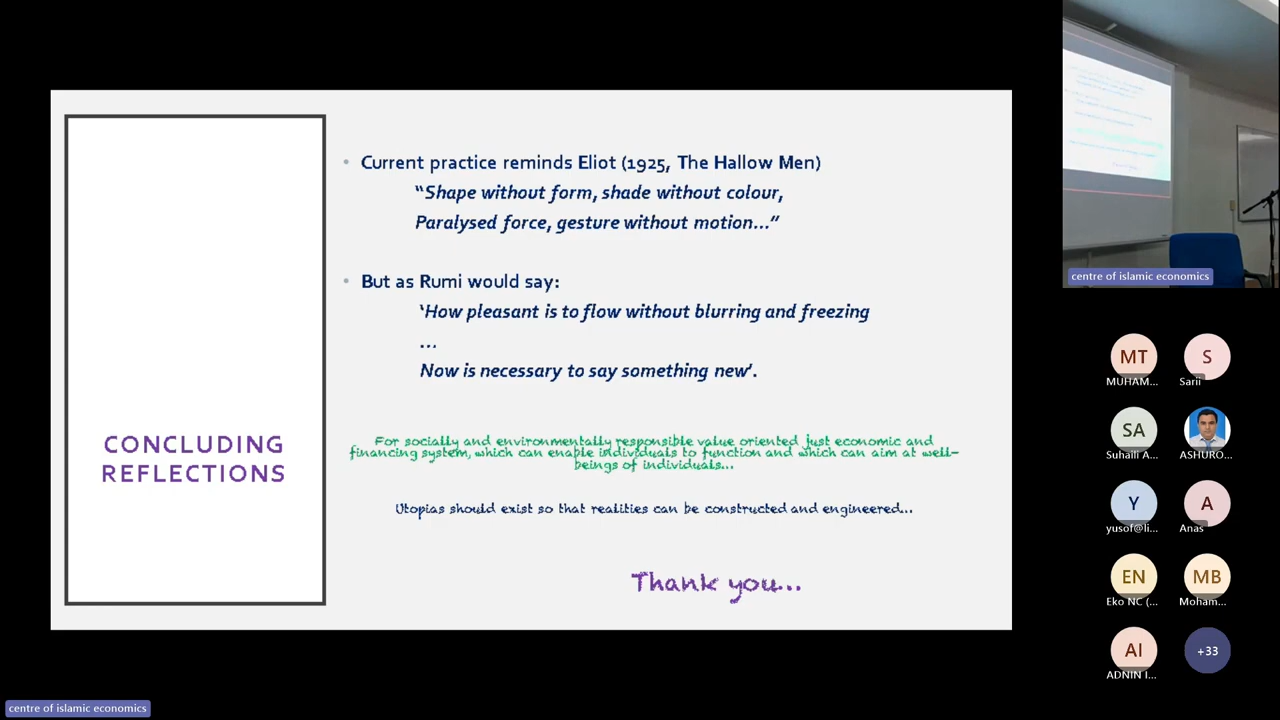 CONCLUDING
REFLECTIONS
• Current practice reminds Eliot (1925, The Hallow Men)
“Shape without form, shade without colour,
Paralysed force, gesture without motion…”
• But as Rumi would say:
‘How pleasant is to flow without blurring and freezing
…
Now is necessary to say something new’.
For socially and environmentally responsible value oriented just economic and
financing system, which can enable individuals to function and which can aim at well-
beings of individuals…
Utopias should exist so that realities can be constructed and engineered…
Thank you…
centre of islamic economics
MT
MUHAM...
S
Sarii
SA
Suhaili A...
ASHURO...
Y
yusof@li...
A
Anas
EN
Eko NC (...
MB
Moham...
AI
ADNIN I...
+33
centre of islamic economics